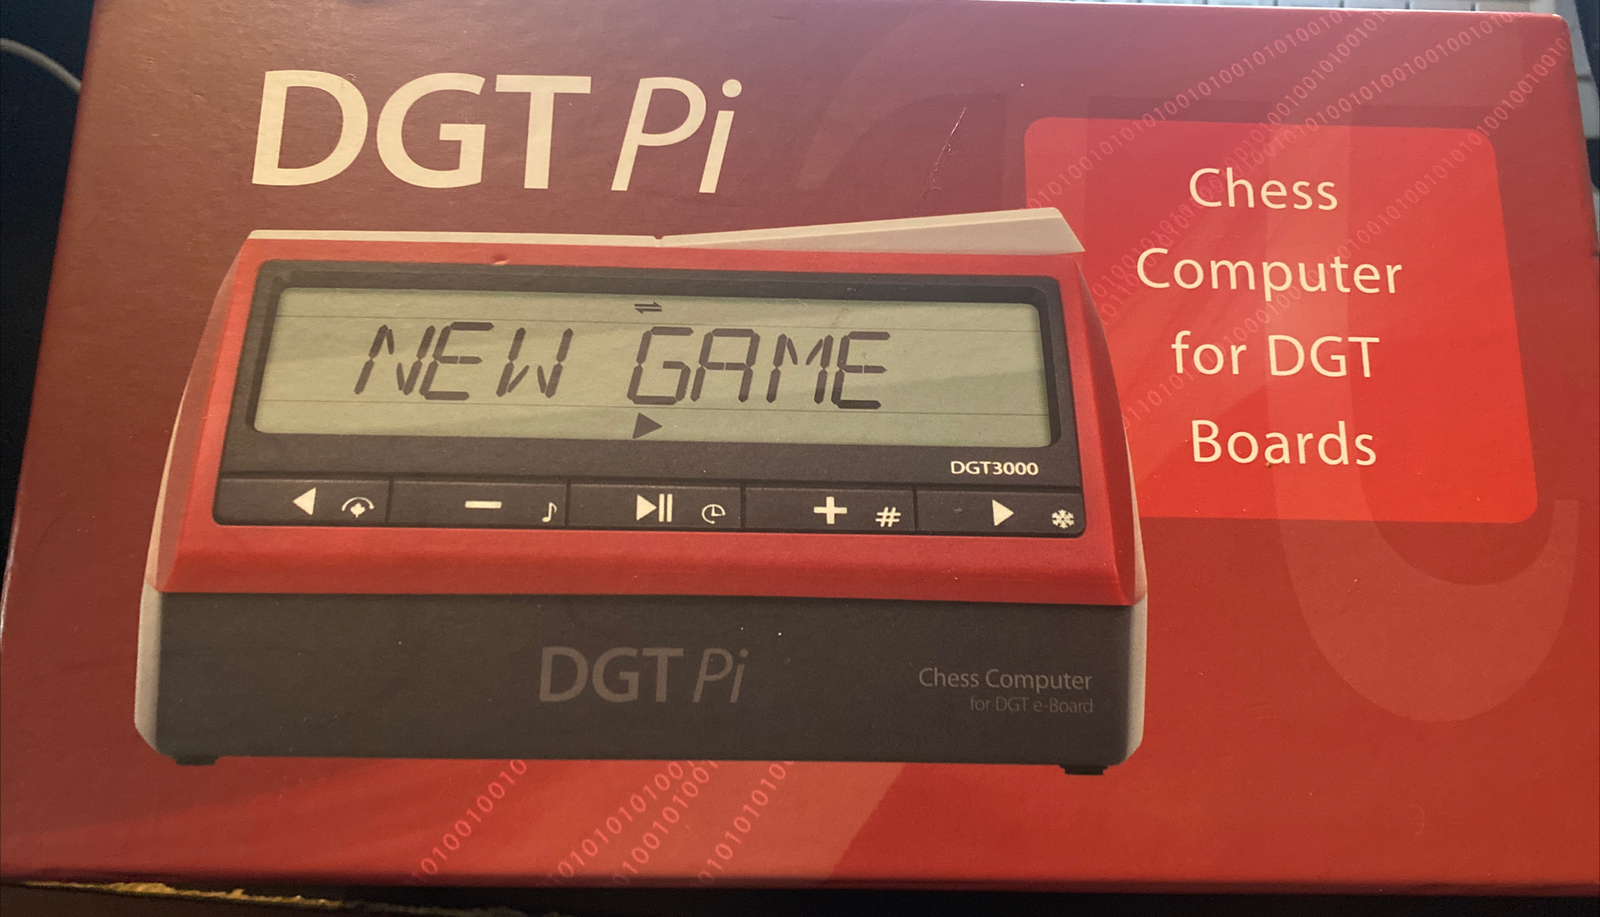 DGT Pi
Chess
Computer
for DGT
Boards
NEW GAME
DGT3000
DGT Pi
Chess Computer
for DGT e-Board